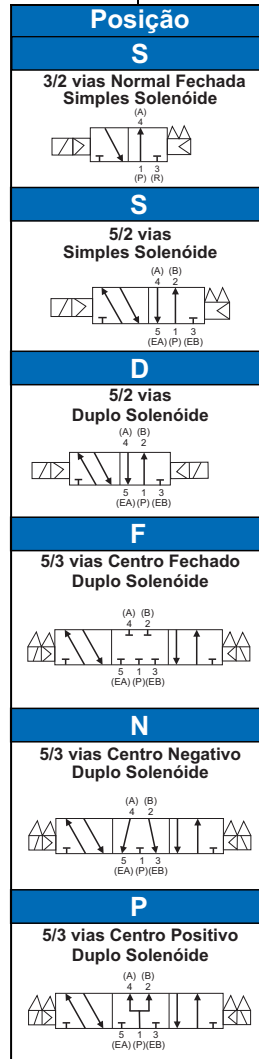 Posição
S
3/2 vias Normal Fechada
Simples Solenóide
(A)
4
1 3
(P) (R)
S
5/2 vias
Simples Solenóide
(A) (B)
4 2
5 1 3
(EA) (P) (EB)
D
5/2 vias
Duplo Solenóide
(A) (B)
4 2
5 1 3
(EA) (P) (EB)
F
5/3 vias Centro Fechado
Duplo Solenóide
(A) (B)
4 2
5 1 3
(EA) (P)(EB)
N
5/3 vias Centro Negativo
Duplo Solenóide
(A) (B)
4 2
5 1 3
(EA) (P)(EB)
P
5/3 vias Centro Positivo
Duplo Solenóide
(A) (B)
4 2
5 1 3
(EA) (P)(EB)